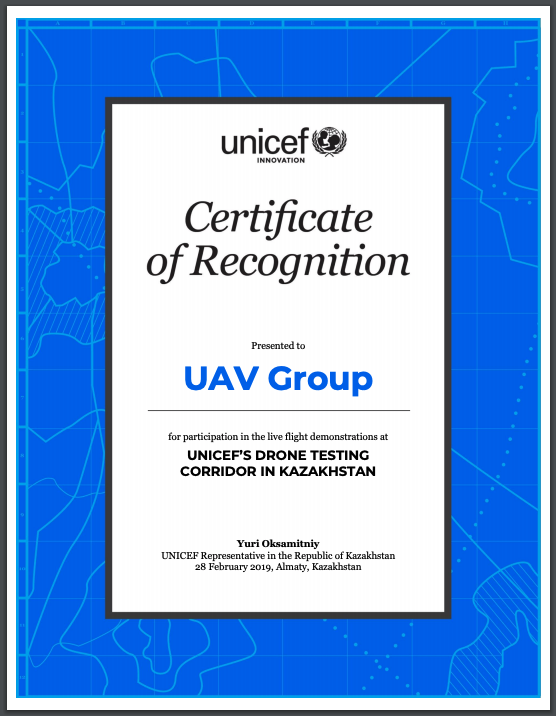 unicef
INNOVATION
Certificate
of Recognition
Presented to
UAV Group
for participation in the live flight demonstrations at
UNICEF’S DRONE TESTING
CORRIDOR IN KAZAKHSTAN
Yuri Oksamitniy
UNICEF Representative in the Republic of Kazakhstan
28 February 2019, Almaty, Kazakhstan